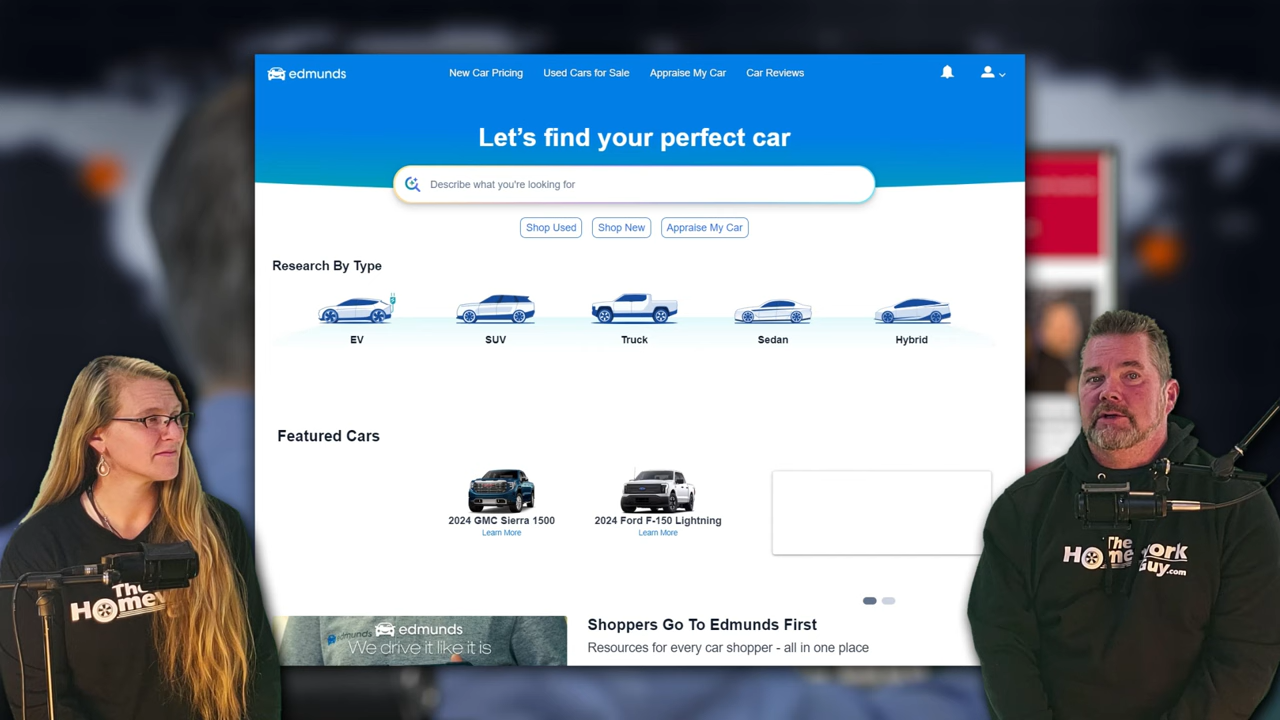 edmunds
New Car Pricing
Used Cars for Sale
Appraise My Car
Car Reviews
Let's find your perfect car
Describe what you're looking for
Shop Used
Shop New
Appraise My Car
Research By Type
EV
SUV
Truck
Sedan
Hybrid
Featured Cars
2024 GMC Sierra 1500
Learn More
2024 Ford F-150 Lightning
Learn More
edmunds
edmunds
We drive it like it is
Shoppers Go To Edmunds First
Resources for every car shopper - all in one place
The
Homew
The
Home ork
Guy.com